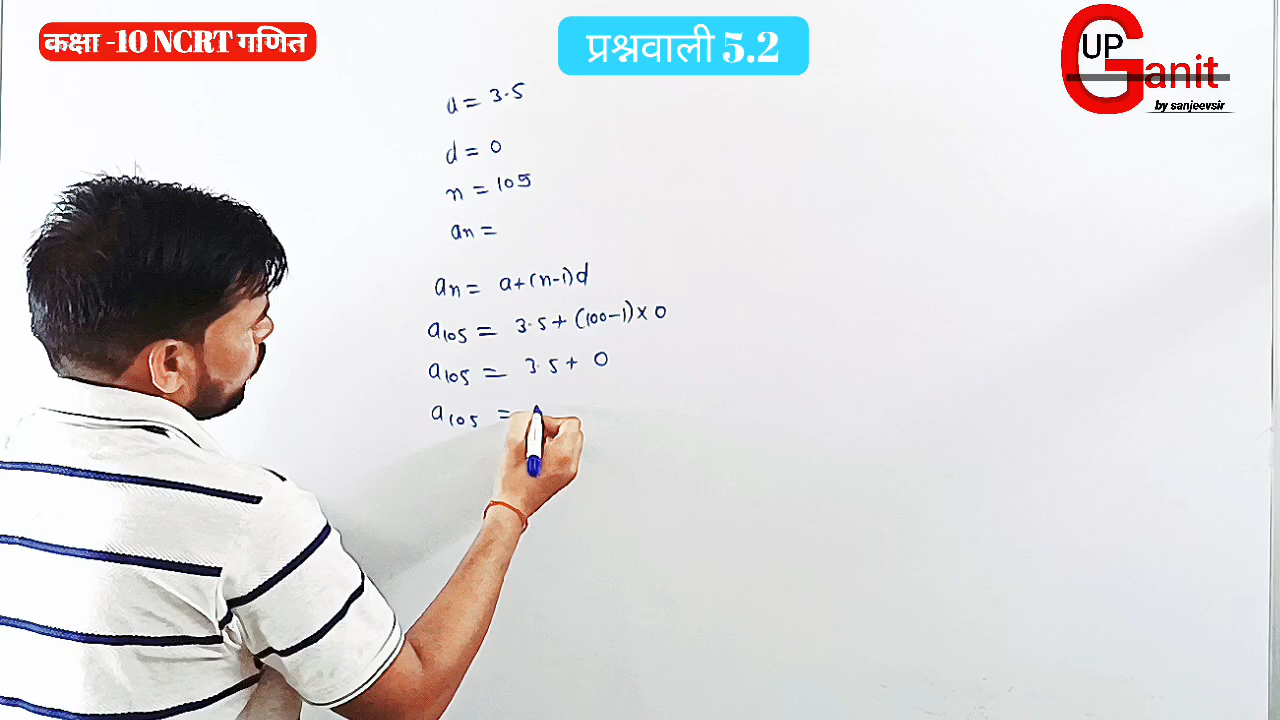 कक्षा -10 NCRT गणित
प्रश्नवाली 5.2
UP
Ganit
by sanjeevsir
a = 3.5
d = 0
n = 105
an =
an = a+(n-1)d
a105 = 3.5+(100-1)×0
a105 = 3.5+ 0
a105 =